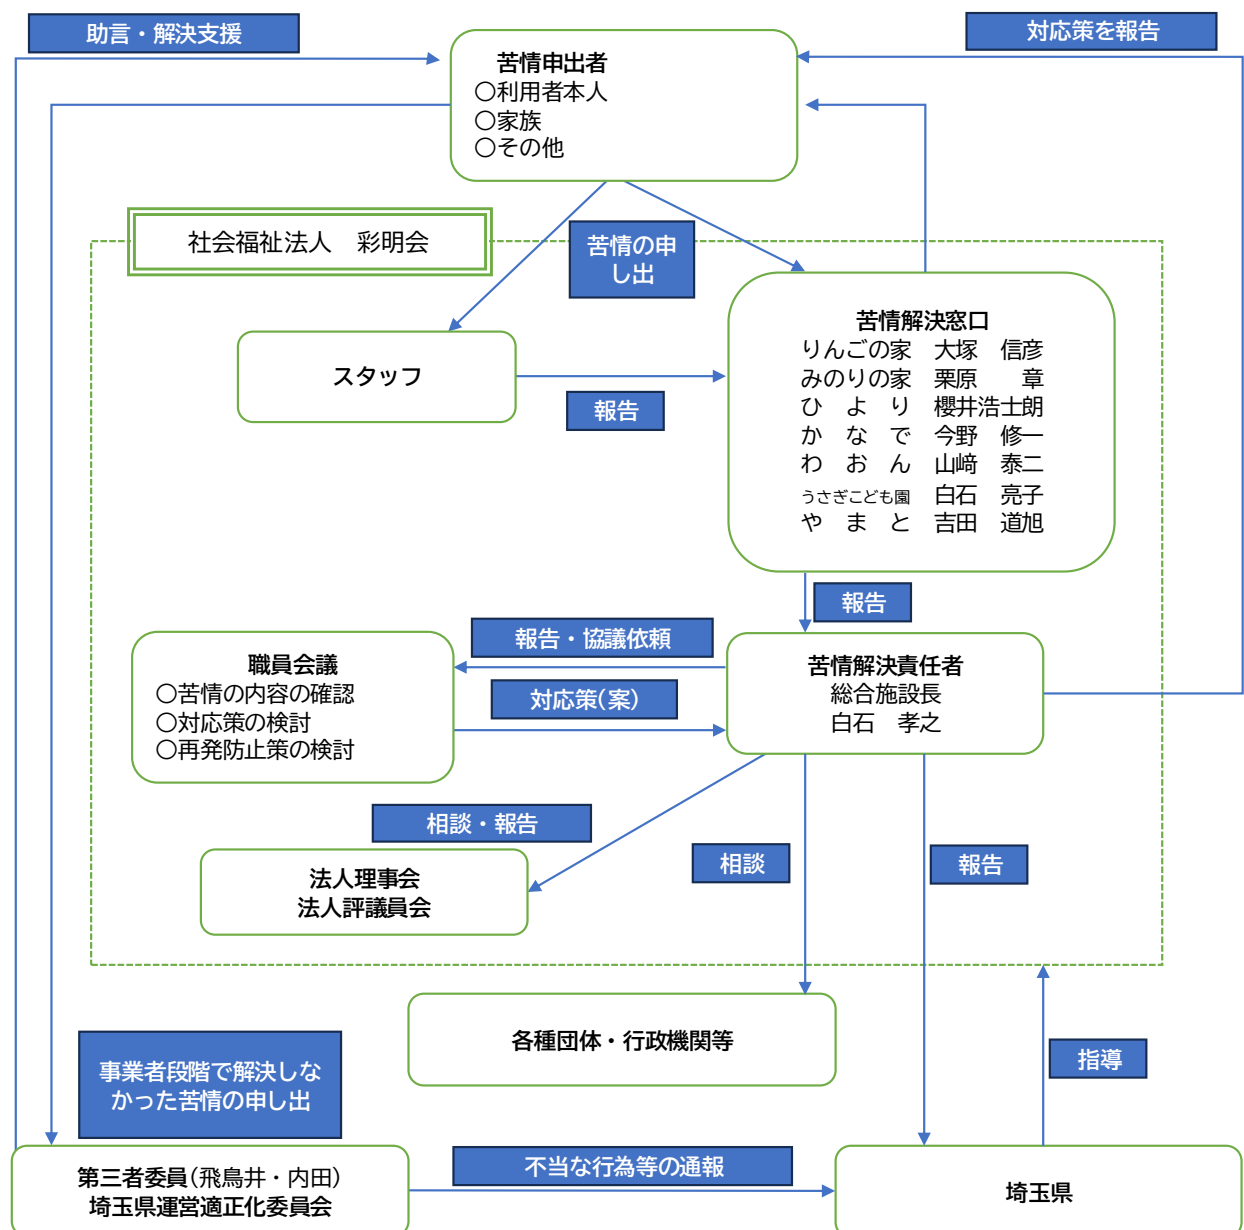 助言・解決支援
対応策を報告
苦情申出者
○利用者本人
○家族
○その他
社会福祉法人　彩明会
苦情の申
し出
苦情解決窓口
りんごの家　大塚　信彦
みのりの家　栗原　　章
ひ　よ　り　櫻井浩士朗
か　な　で　今野　修一
わ　お　ん　山﨑　泰二
うさぎこども園　白石　亮子
や　ま　と　吉田　道旭
スタッフ
報告
報告
報告・協議依頼
職員会議
○苦情の内容の確認
○対応策の検討
○再発防止策の検討
対応策(案)
苦情解決責任者
総合施設長
白石　孝之
相談・報告
相談
報告
法人理事会
法人評議員会
各種団体・行政機関等
事業者段階で解決しな
かった苦情の申し出
指導
第三者委員(飛鳥井・内田)
埼玉県運営適正化委員会
不当な行為等の通報
埼玉県